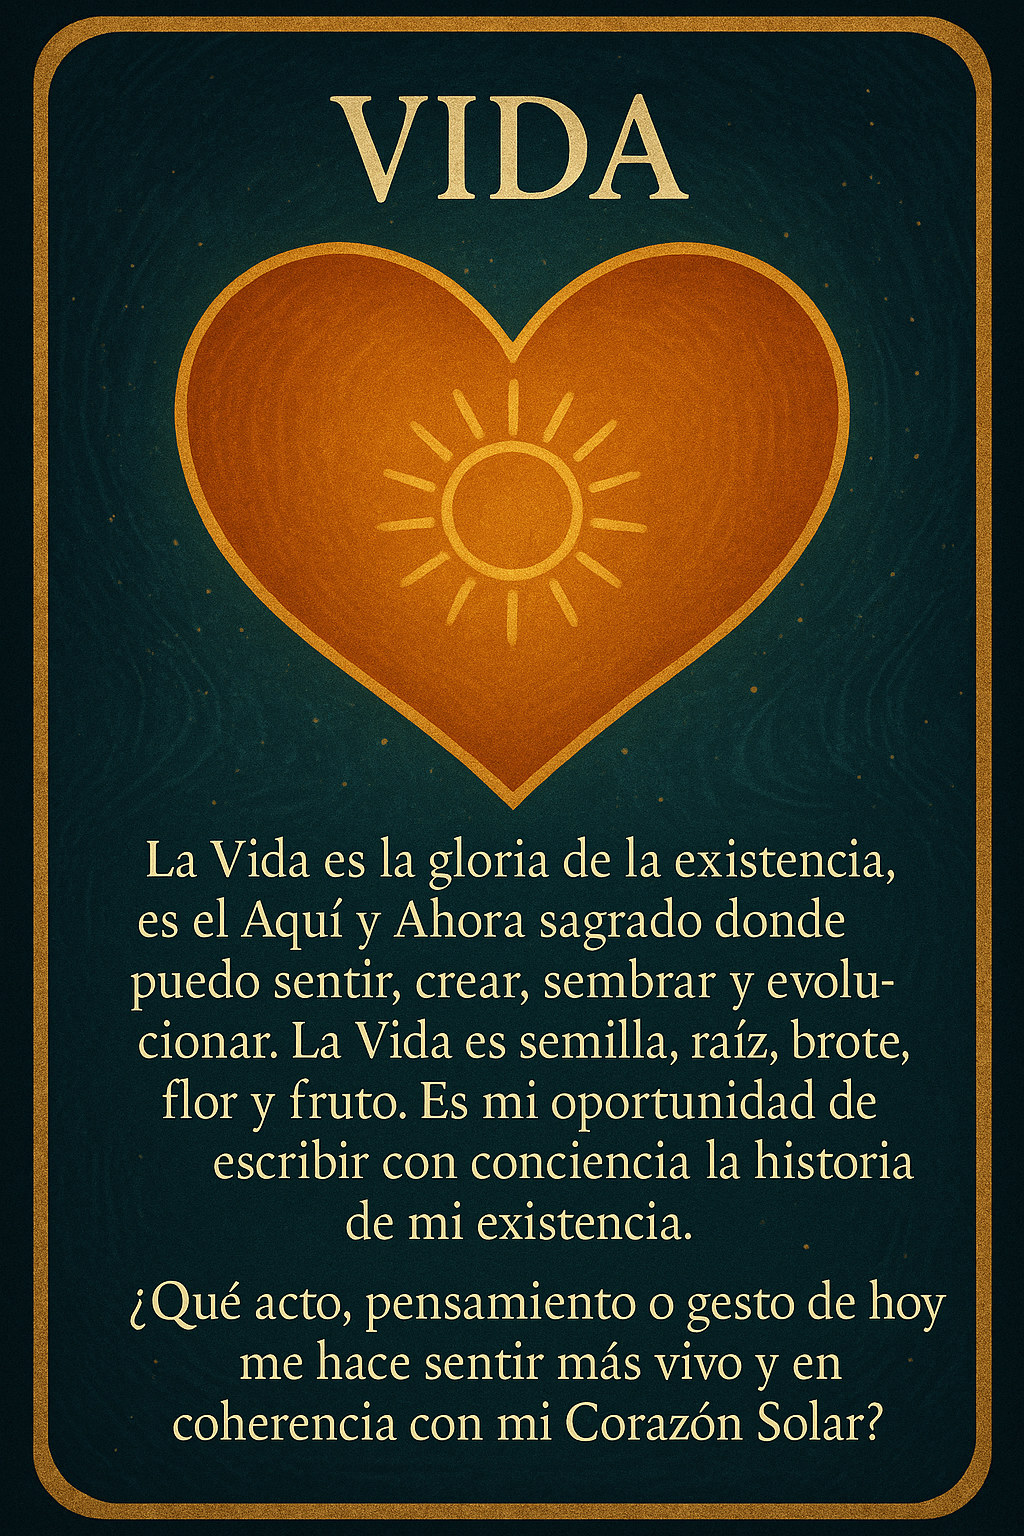 VIDA
La Vida es la gloria de la existencia,
es el Aquí y Ahora sagrado donde
puedo sentir, crear, sembrar y evolu-
cionar. La Vida es semilla, raíz, brote,
flor y fruto. Es mi oportunidad de
escribir con conciencia la historia
de mi existencia.
¿Qué acto, pensamiento o gesto de hoy
me hace sentir más vivo y en
coherencia con mi Corazón Solar?